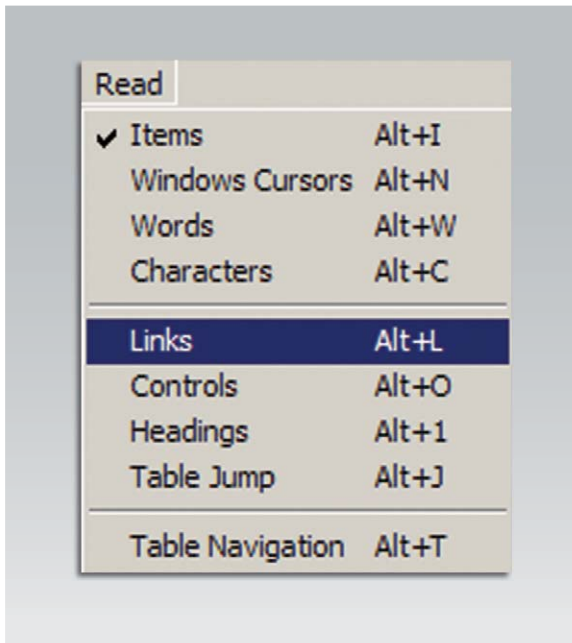 Read
✔ Items Alt+I
Windows Cursors Alt+N
Words Alt+W
Characters Alt+C
Links Alt+L
Controls Alt+O
Headings Alt+1
Table Jump Alt+J
Table Navigation Alt+T